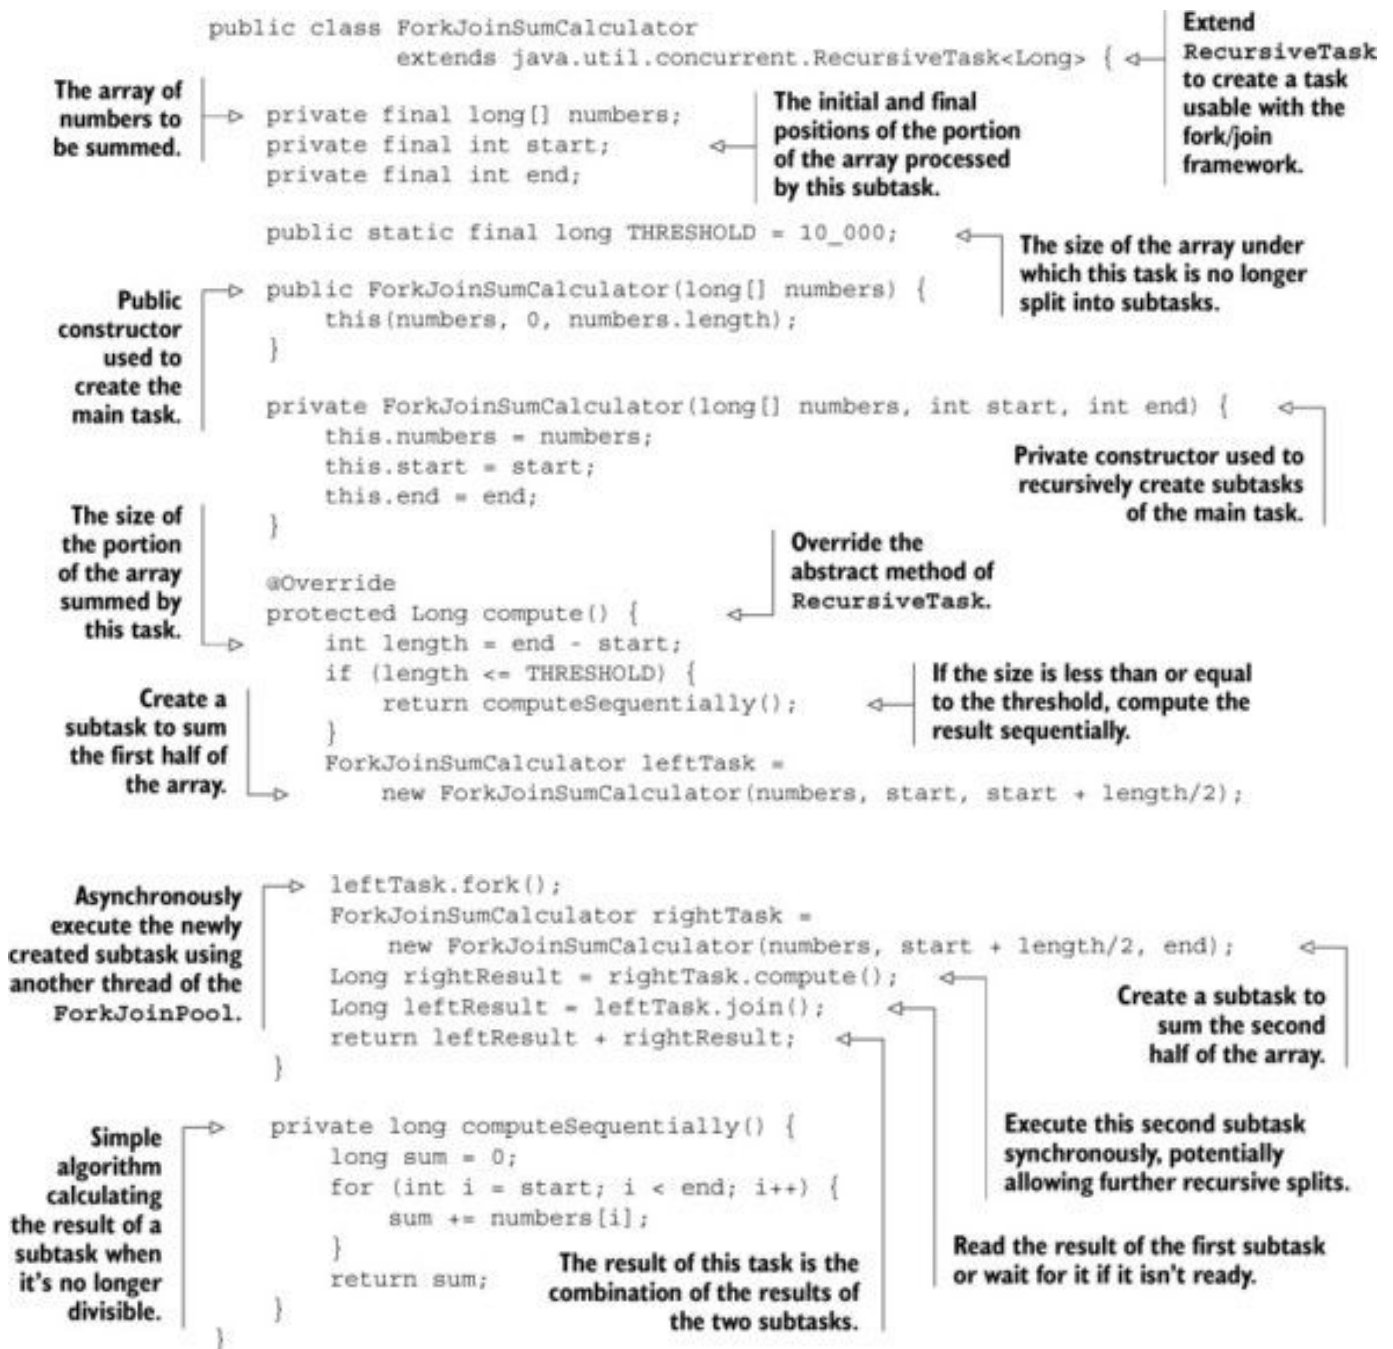 public class ForkJoinSumCalculator
extends java.util.concurrent.RecursiveTask<Long> {
Extend
RecursiveTask
to create a task
usable with the
fork/join
framework.
The array of
numbers to
be summed.
private final long[] numbers;
private final int start;
private final int end;
The initial and final
positions of the portion
of the array processed
by this subtask.
public static final long THRESHOLD = 10_000;
The size of the array under
which this task is no longer
split into subtasks.
Public
constructor
used to
create the
main task.
public ForkJoinSumCalculator(long[] numbers) {
this(numbers, 0, numbers.length);
}
private ForkJoinSumCalculator(long[] numbers, int start, int end) {
this.numbers = numbers;
this.start = start;
this.end = end;
}
Private constructor used to
recursively create subtasks
of the main task.
The size of
the portion
of the array
summed by
this task.
@Override
protected Long compute() {
Override the
abstract method of
RecursiveTask.
int length = end - start;
if (length <= THRESHOLD) {
return computeSequentially();
}
If the size is less than or equal
to the threshold, compute the
result sequentially.
Create a
subtask to sum
the first half of
the array.
ForkJoinSumCalculator leftTask =
new ForkJoinSumCalculator(numbers, start, start + length/2);
Asynchronously
execute the newly
created subtask using
another thread of the
ForkJoinPool.
leftTask.fork();
ForkJoinSumCalculator rightTask =
new ForkJoinSumCalculator(numbers, start + length/2, end);
Long rightResult = rightTask.compute();
Long leftResult = leftTask.join();
return leftResult + rightResult;
}
Create a subtask to
sum the second
half of the array.
Execute this second subtask
synchronously, potentially
allowing further recursive splits.
Read the result of the first subtask
or wait for it if it isn't ready.
The result of this task is the
combination of the results of
the two subtasks.
Simple
algorithm
calculating
the result of a
subtask when
it's no longer
divisible.
private long computeSequentially() {
long sum = 0;
for (int i = start; i < end; i++) {
sum += numbers[i];
}
return sum;
}
}